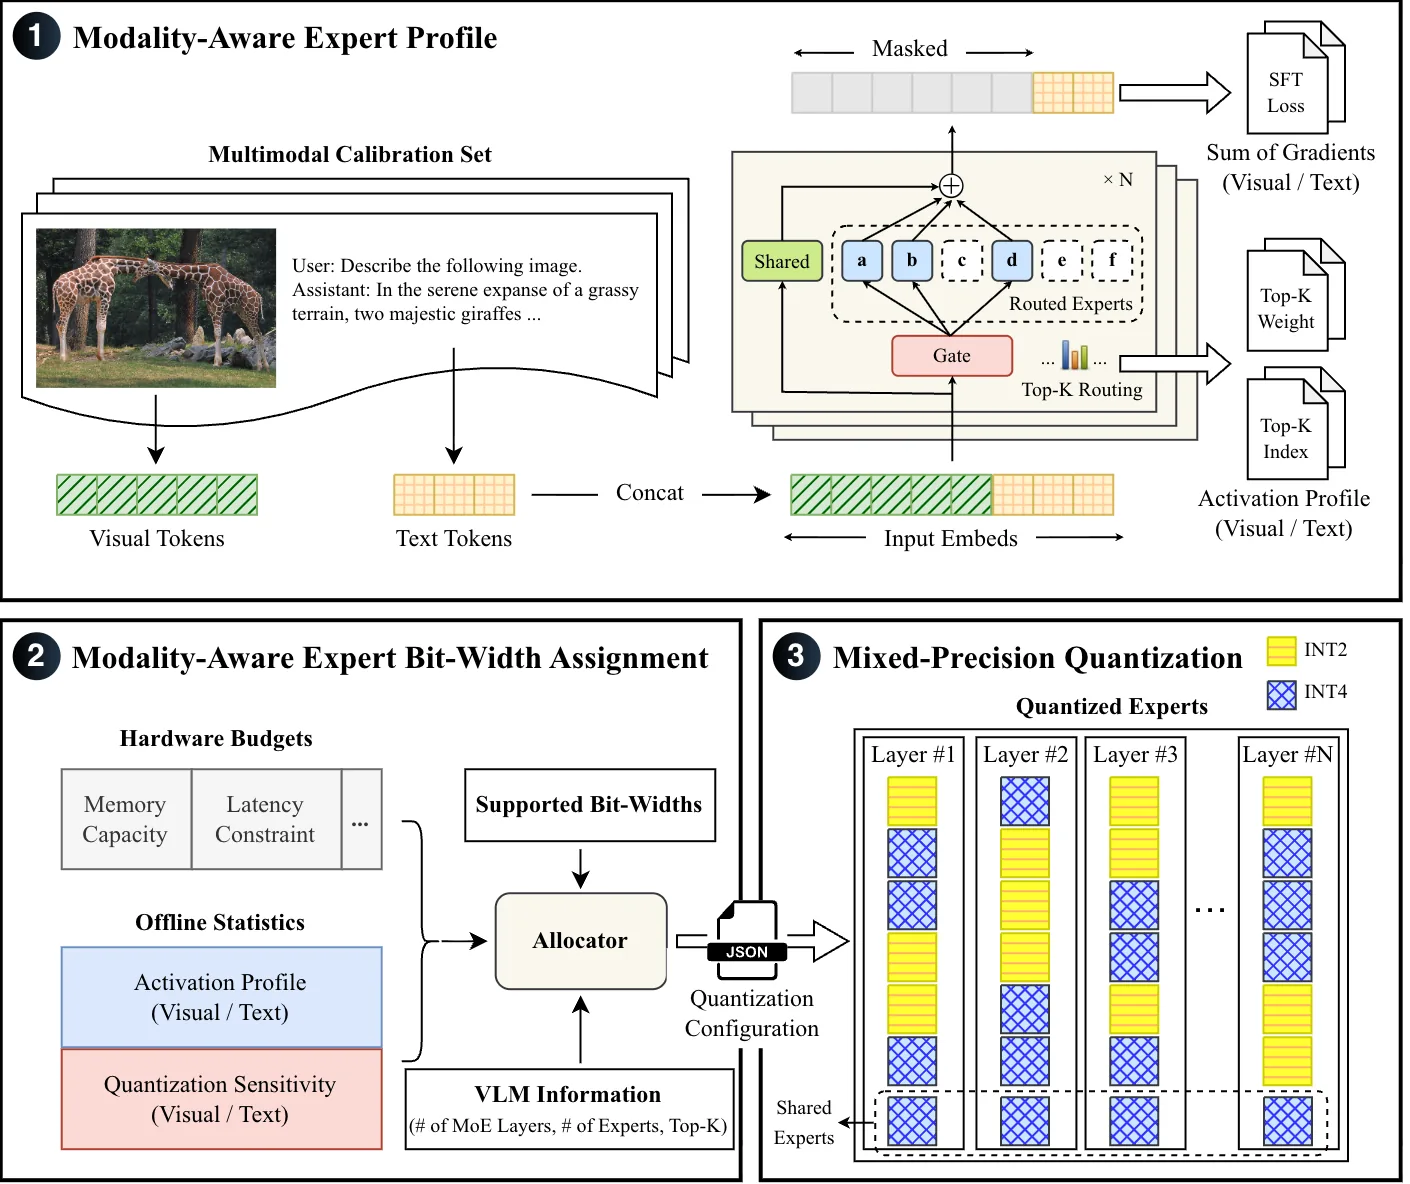 1 Modality-Aware Expert Profile
Multimodal Calibration Set
User: Describe the following image.
Assistant: In the serene expanse of a grassy
terrain, two majestic giraffes ...
Visual Tokens
Text Tokens
Concat
Input Embeds
Masked
× N
Shared
a
b
c
d
e
f
Routed Experts
Gate
... ...
Top-K Routing
SFT
Loss
Sum of Gradients
(Visual / Text)
Top-K
Weight
Top-K
Index
Activation Profile
(Visual / Text)
2 Modality-Aware Expert Bit-Width Assignment
Hardware Budgets
Memory
Capacity
Latency
Constraint
...
Offline Statistics
Activation Profile
(Visual / Text)
Quantization Sensitivity
(Visual / Text)
Supported Bit-Widths
Allocator
VLM Information
(# of MoE Layers, # of Experts, Top-K)
JSON
Quantization
Configuration
3 Mixed-Precision Quantization
INT2
INT4
Quantized Experts
Layer #1
Layer #2
Layer #3
...
Layer #N
Shared
Experts